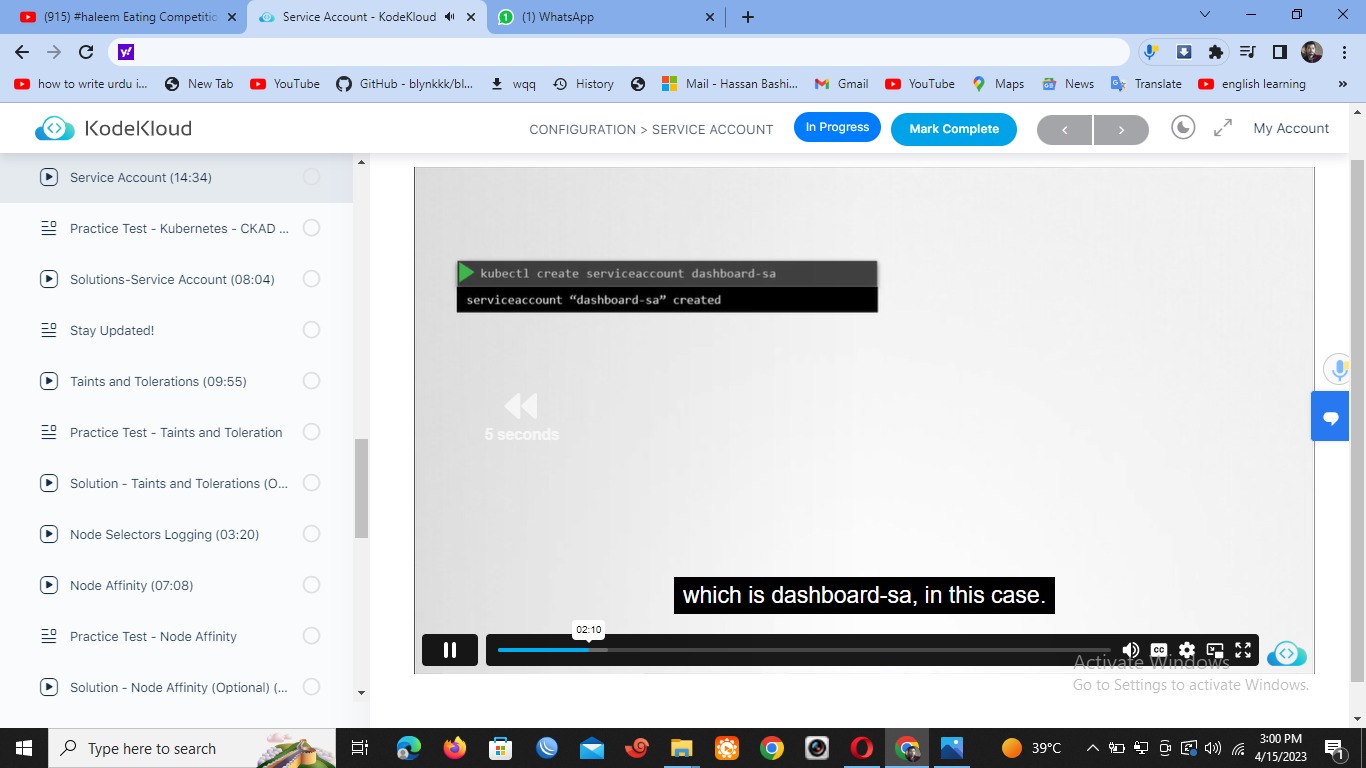 (915) #haleem Eating Competitio
Service Account - KodeKloud
(1) WhatsApp
how to write urdu i...
New Tab
YouTube
GitHub - blynkkk/bl...
wqq
History
Mail - Hassan Bashi...
Gmail
YouTube
Maps
News
Translate
english learning
»
KodeKloud
CONFIGURATION > SERVICE ACCOUNT
In Progress
Mark Complete
My Account
Service Account (14:34)
Practice Test - Kubernetes - CKAD ...
Solutions-Service Account (08:04)
Stay Updated!
Taints and Tolerations (09:55)
Practice Test - Taints and Toleration
Solution - Taints and Tolerations (O...
Node Selectors Logging (03:20)
Node Affinity (07:08)
Practice Test - Node Affinity
Solution - Node Affinity (Optional) (...
kubectl create serviceaccount dashboard-sa
serviceaccount “dashboard-sa” created
5 seconds
which is dashboard-sa, in this case.
02:10
CC
Activate Windows
Go to Settings to activate Windows.
Type here to search
39°C
3:00 PM
4/15/2023
1